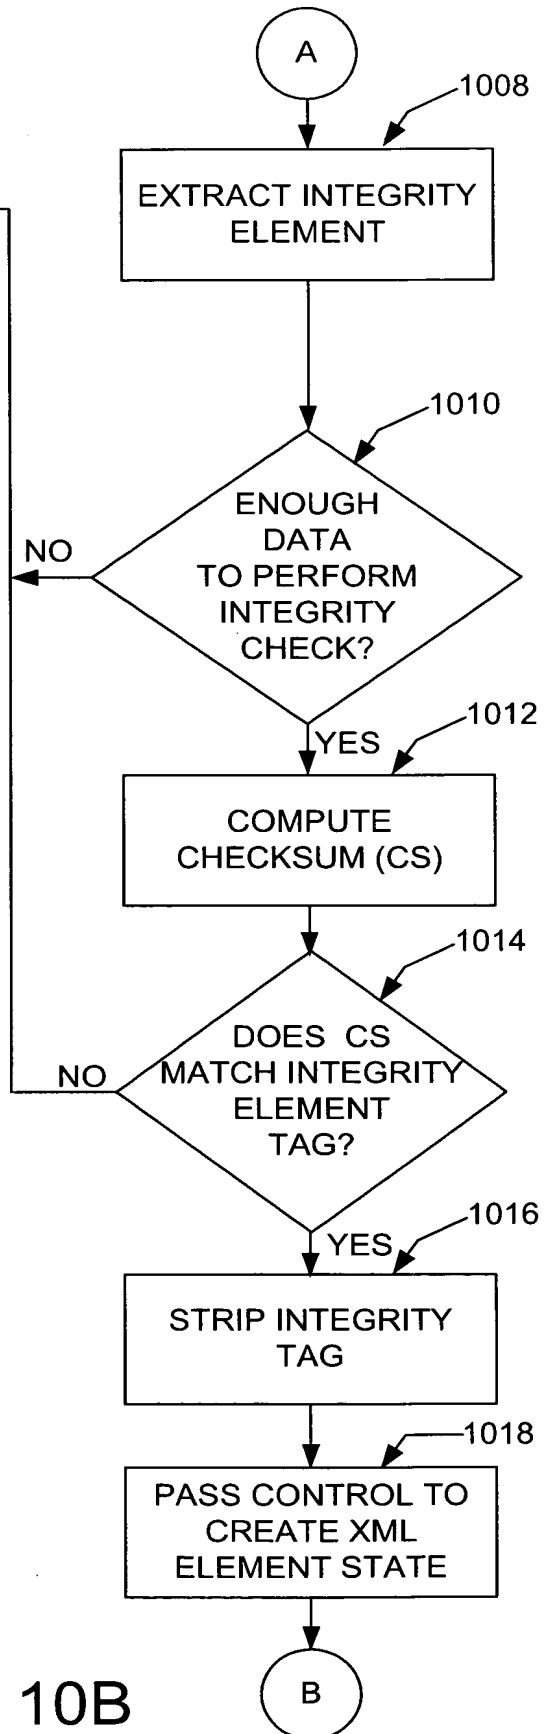 A
1008
EXTRACT INTEGRITY
ELEMENT
1010
ENOUGH
DATA
TO PERFORM
INTEGRITY
CHECK?
NO
1012
YES
COMPUTE
CHECKSUM (CS)
1014
DOES CS
MATCH INTEGRITY
ELEMENT
TAG?
NO
1016
YES
STRIP INTEGRITY
TAG
1018
PASS CONTROL TO
CREATE XML
ELEMENT STATE
B
10B